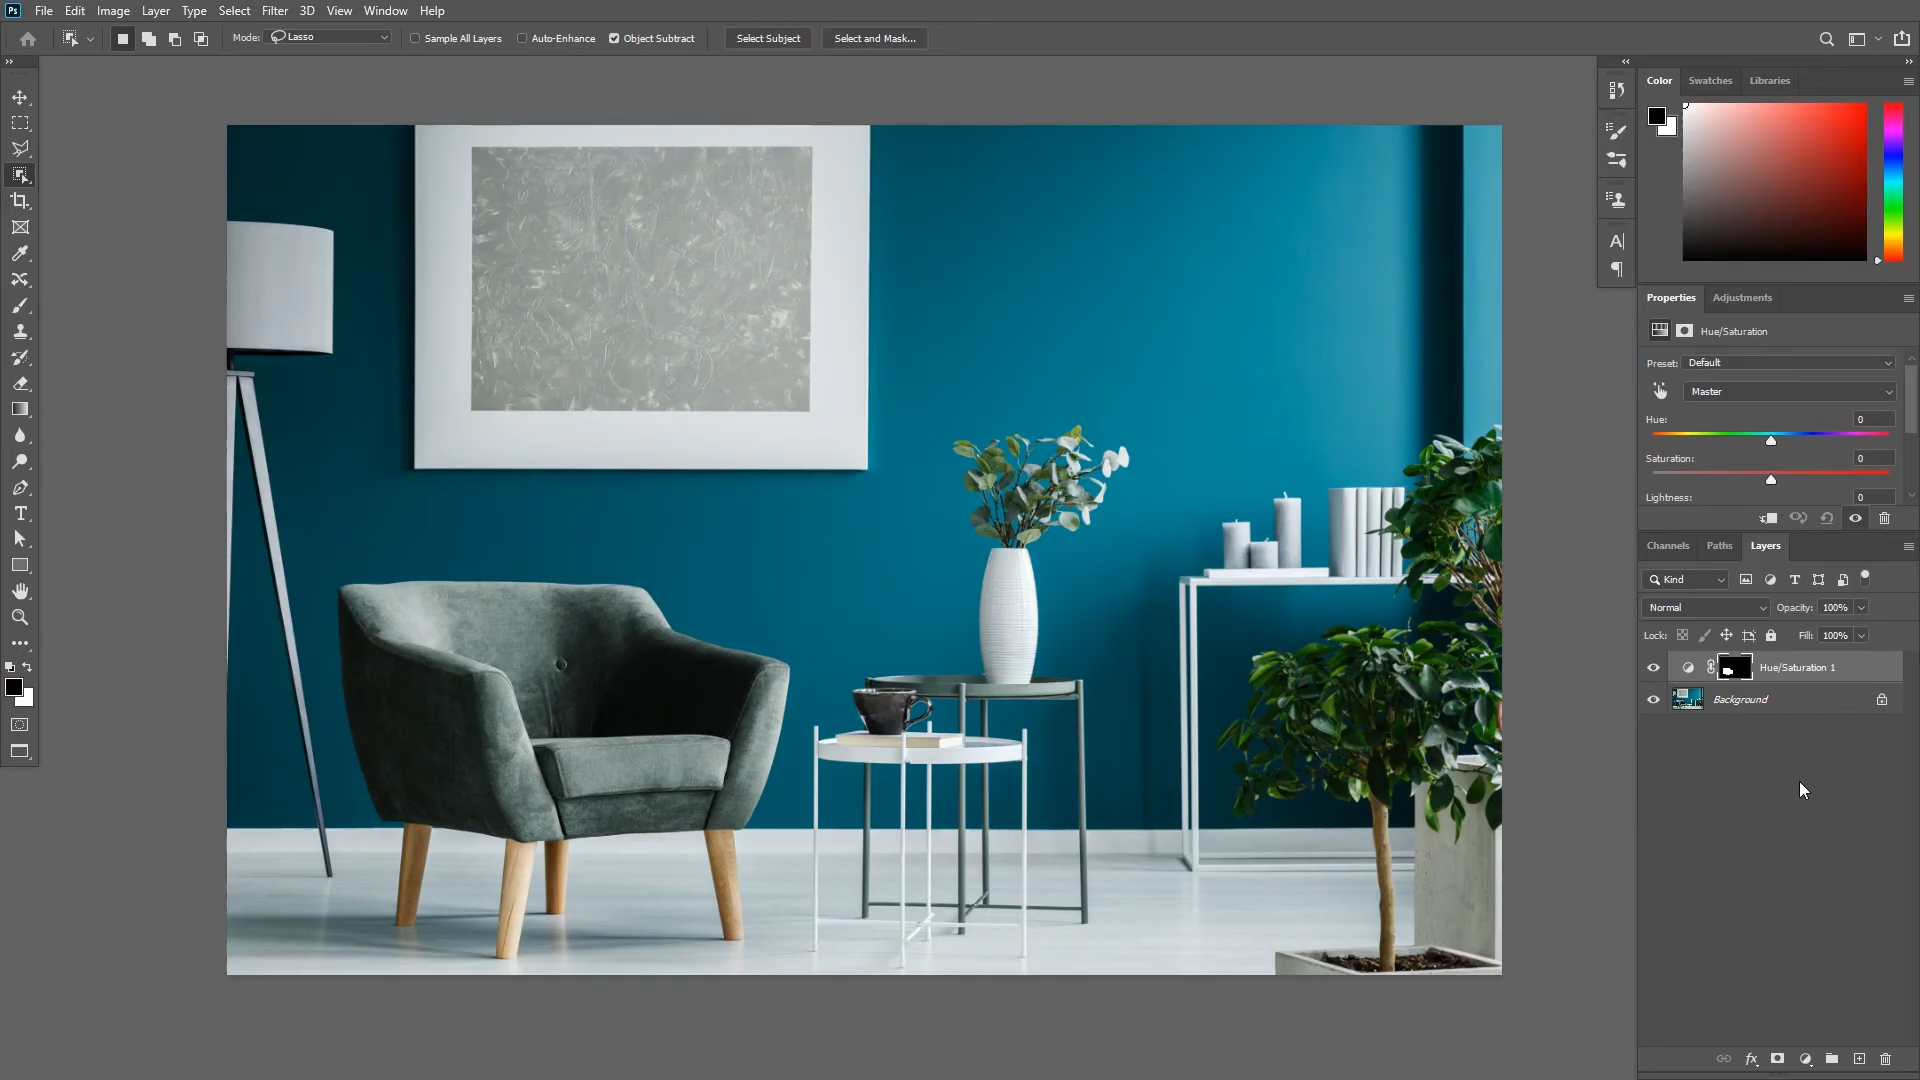 Ps File Edit Image Layer Type Select Filter 3D View Window Help
Mode: Lasso Sample All Layers Auto-Enhance Object Subtract Select Subject Select and Mask...
Color Swatches Libraries
Properties Adjustments
Hue/Saturation
Preset: Default
Master
Hue: 0
Saturation: 0
Lightness: 0
Channels Paths Layers
Kind
Normal Opacity: 100%
Lock: Fill: 100%
Hue/Saturation 1
Background